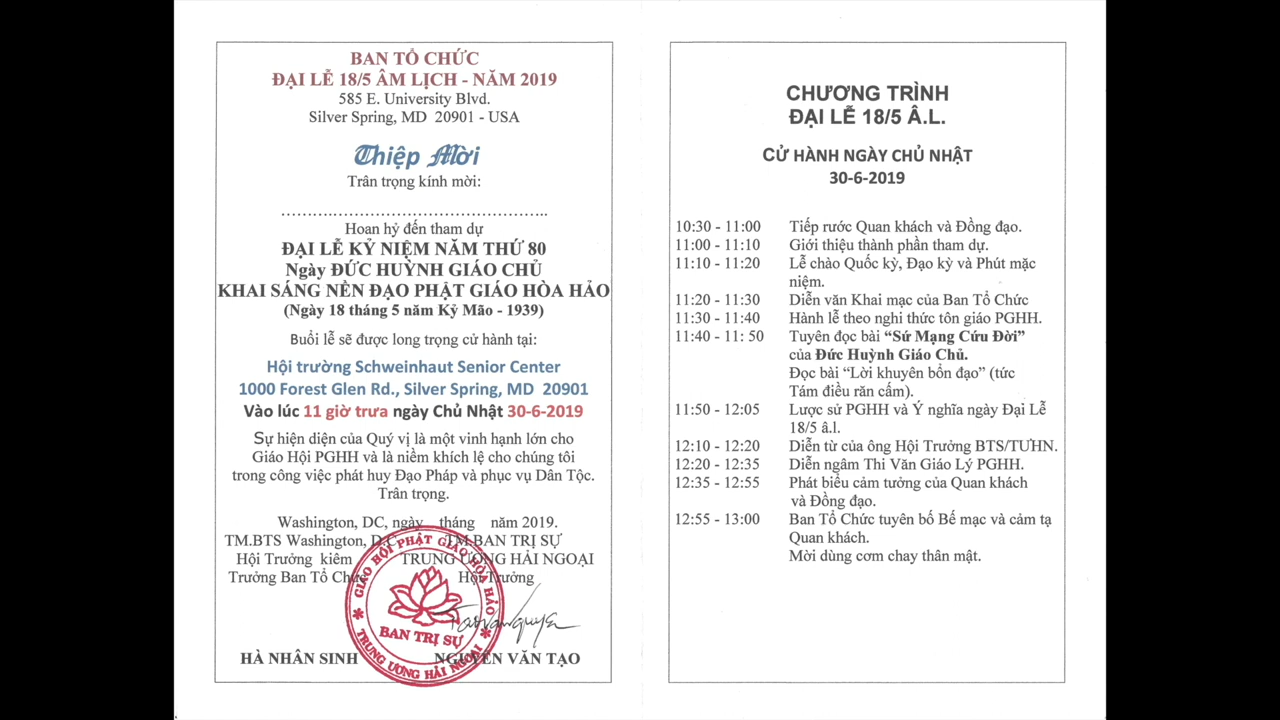 BAN TỔ CHỨC
ĐẠI LỄ 18/5 ÂM LỊCH - NĂM 2019
585 E. University Blvd.
Silver Spring, MD 20901 - USA
Thiệp Mời
Trân trọng kính mời:
Hoan hỷ đến tham dự
ĐẠI LỄ KỶ NIỆM NĂM THỨ 80
Ngày ĐỨC HUỲNH GIÁO CHỦ
KHAI SÁNG NỀN ĐẠO PHẬT GIÁO HÒA HẢO
(Ngày 18 tháng 5 năm Kỷ Mão - 1939)
Buổi lễ sẽ được long trọng cử hành tại:
Hội trường Schweinhaut Senior Center
1000 Forest Glen Rd., Silver Spring, MD 20901
Vào lúc 11 giờ trưa ngày Chủ Nhật 30-6-2019
Sự hiện diện của Quý vị là một vinh hạnh lớn cho
Giáo Hội PGHH và là niềm khích lệ cho chúng tôi
trong công việc phát huy Đạo Pháp và phục vụ Dân Tộc.
Trân trọng.
Washington, DC, ngày tháng năm 2019.
TM.BTS Washington, D.C TM.BAN TRỊ SỰ
Hội Trưởng kiêm TRUNG ƯƠNG HẢI NGOẠI
Trưởng Ban Tổ Chức Hội Trưởng
GIÁO HỘI PHẬT GIÁO HÒA HẢO
BAN TRỊ SỰ
TRUNG ƯƠNG HẢI NGOẠI
HÀ NHÂN SINH NGUYỄN VĂN TẠO
CHƯƠNG TRÌNH
ĐẠI LỄ 18/5 Â.L.
CỬ HÀNH NGÀY CHỦ NHẬT
30-6-2019
10:30 - 11:00 Tiếp rước Quan khách và Đồng đạo.
11:00 - 11:10 Giới thiệu thành phần tham dự.
11:10 - 11:20 Lễ chào Quốc kỳ, Đạo kỳ và Phút mặc
niệm.
11:20 - 11:30 Diễn văn Khai mạc của Ban Tổ Chức
11:30 - 11:40 Hành lễ theo nghi thức tôn giáo PGHH.
11:40 - 11: 50 Tuyên đọc bài “Sứ Mạng Cứu Đời”
của Đức Huỳnh Giáo Chủ.
Đọc bài “Lời khuyên bổn đạo” (tức
Tám điều răn cấm).
11:50 - 12:05 Lược sử PGHH và Ý nghĩa ngày Đại Lễ
18/5 â.l.
12:10 - 12:20 Diễn từ của ông Hội Trưởng BTS/TƯHN.
12:20 - 12:35 Diễn ngâm Thi Văn Giáo Lý PGHH.
12:35 - 12:55 Phát biểu cảm tưởng của Quan khách
và Đồng đạo.
12:55 - 13:00 Ban Tổ Chức tuyên bố Bế mạc và cảm tạ
Quan khách.
Mời dùng cơm chay thân mật.